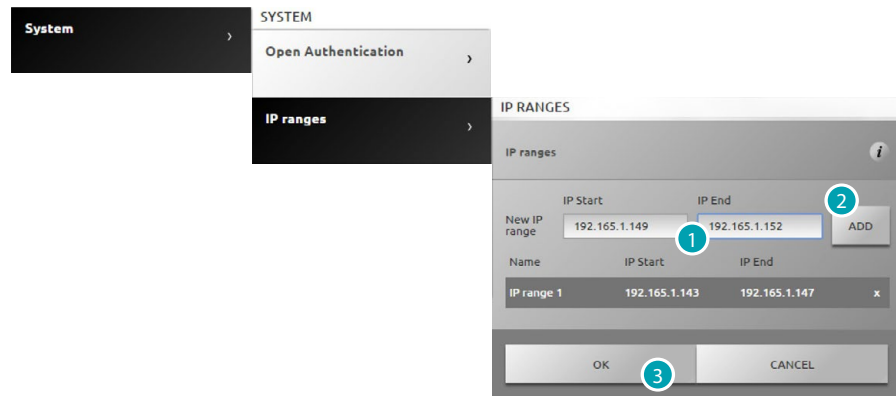 System
SYSTEM
Open Authentication
IP ranges
IP RANGES
IP ranges
i
IP Start IP End
2
New IP range 192.165.1.149 192.165.1.152 ADD
1
Name IP Start IP End
IP range 1 192.165.1.143 192.165.1.147 x
OK CANCEL
3